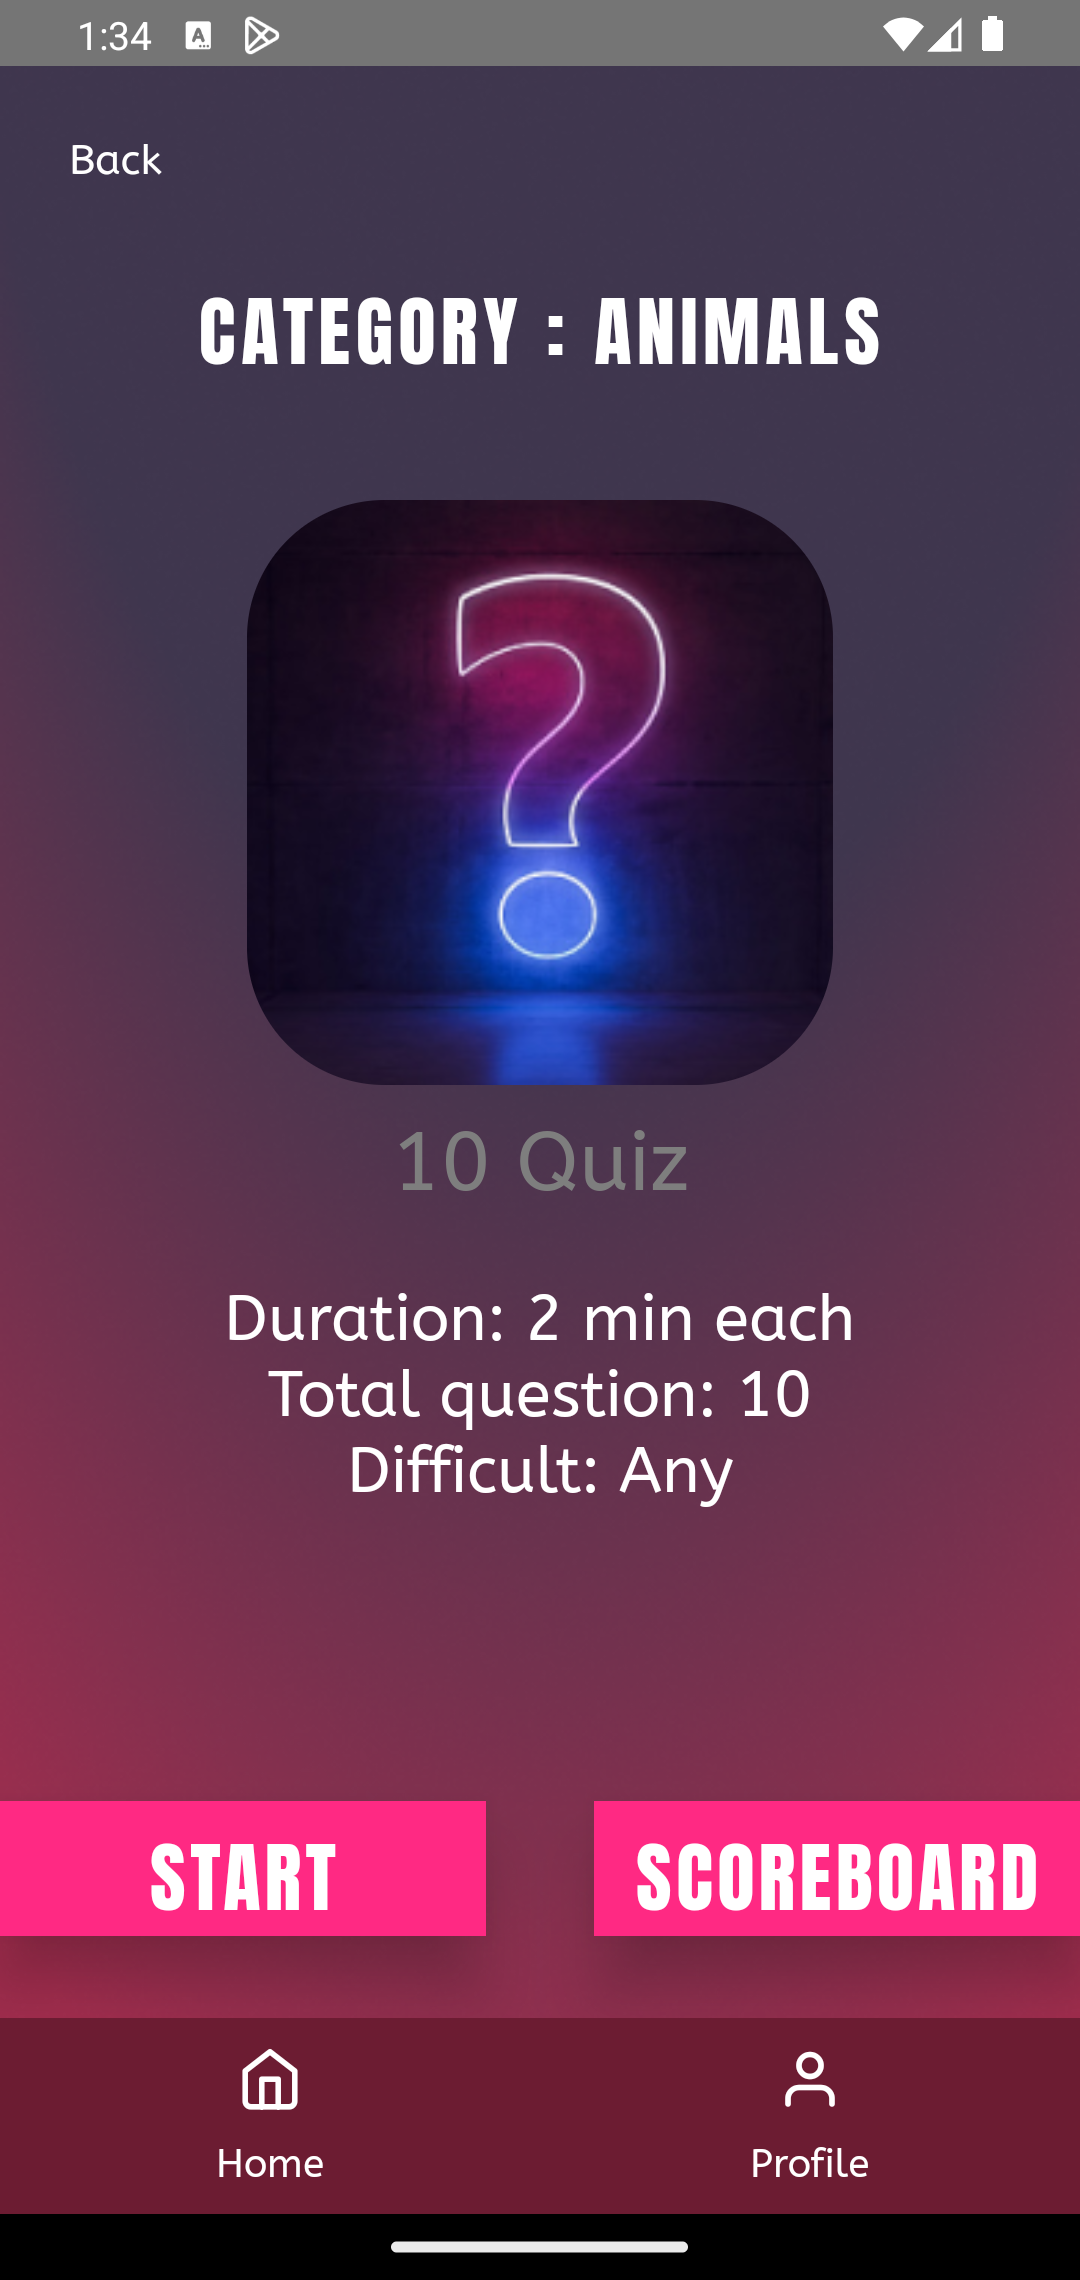 1:34
Back
CATEGORY : ANIMALS
10 Quiz
Duration: 2 min each
Total question: 10
Difficult: Any
START
SCOREBOARD
Home
Profile